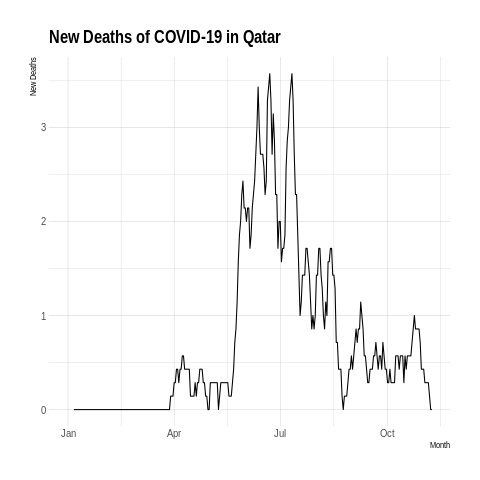 New Deaths of COVID-19 in Qatar
New Deaths
3
2
1
0
Jan Apr Jul Oct
Month